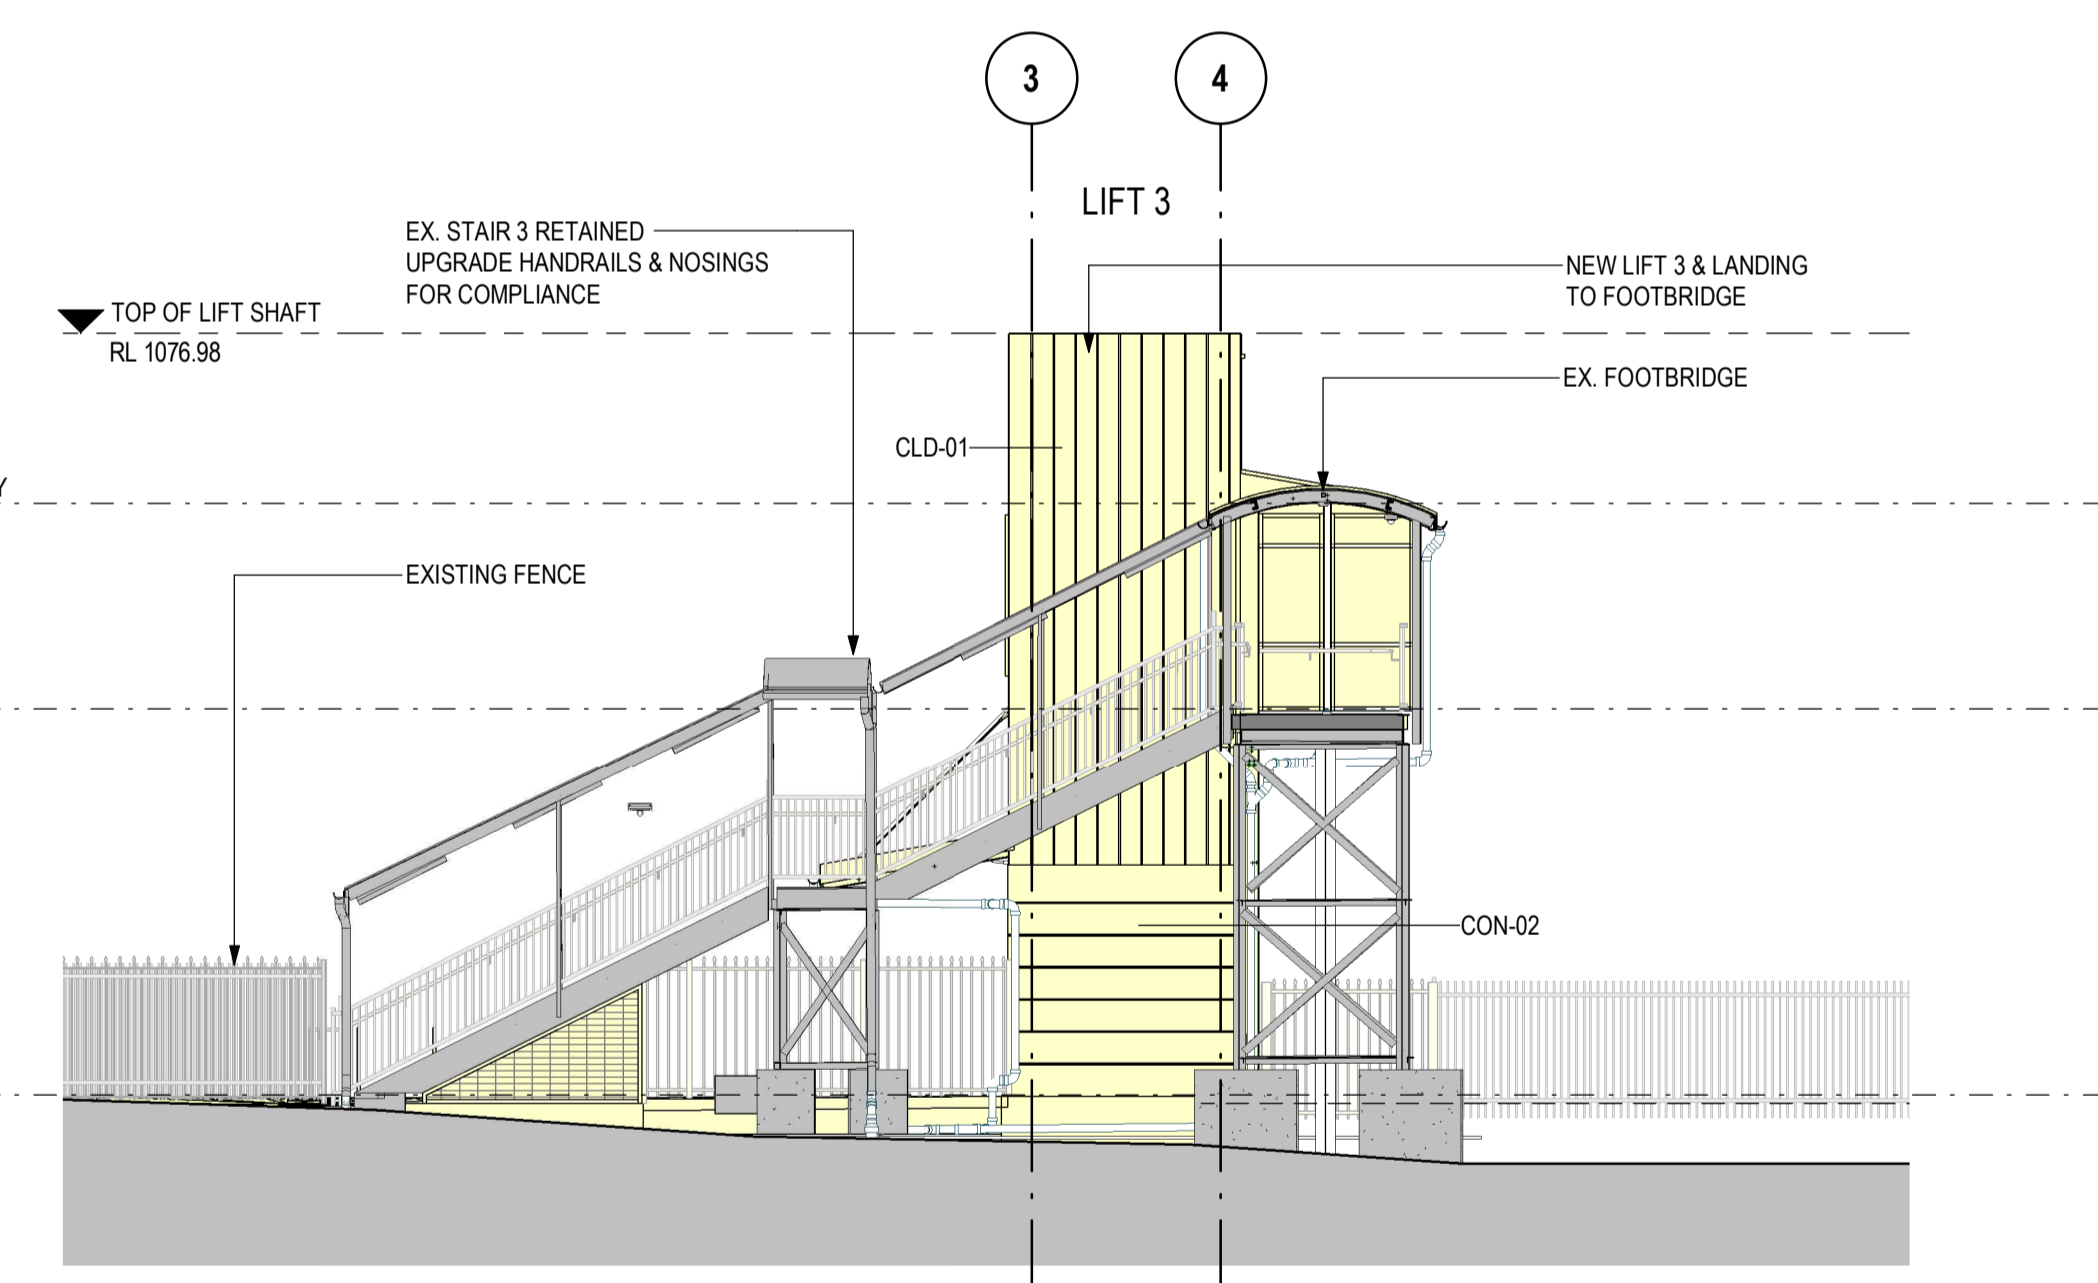 3
4
LIFT 3
EX. STAIR 3 RETAINED
UPGRADE HANDRAILS & NOSINGS
FOR COMPLIANCE
NEW LIFT 3 & LANDING
TO FOOTBRIDGE
TOP OF LIFT SHAFT
RL 1076.98
EX. FOOTBRIDGE
CLD-01
Y
EXISTING FENCE
CON-02